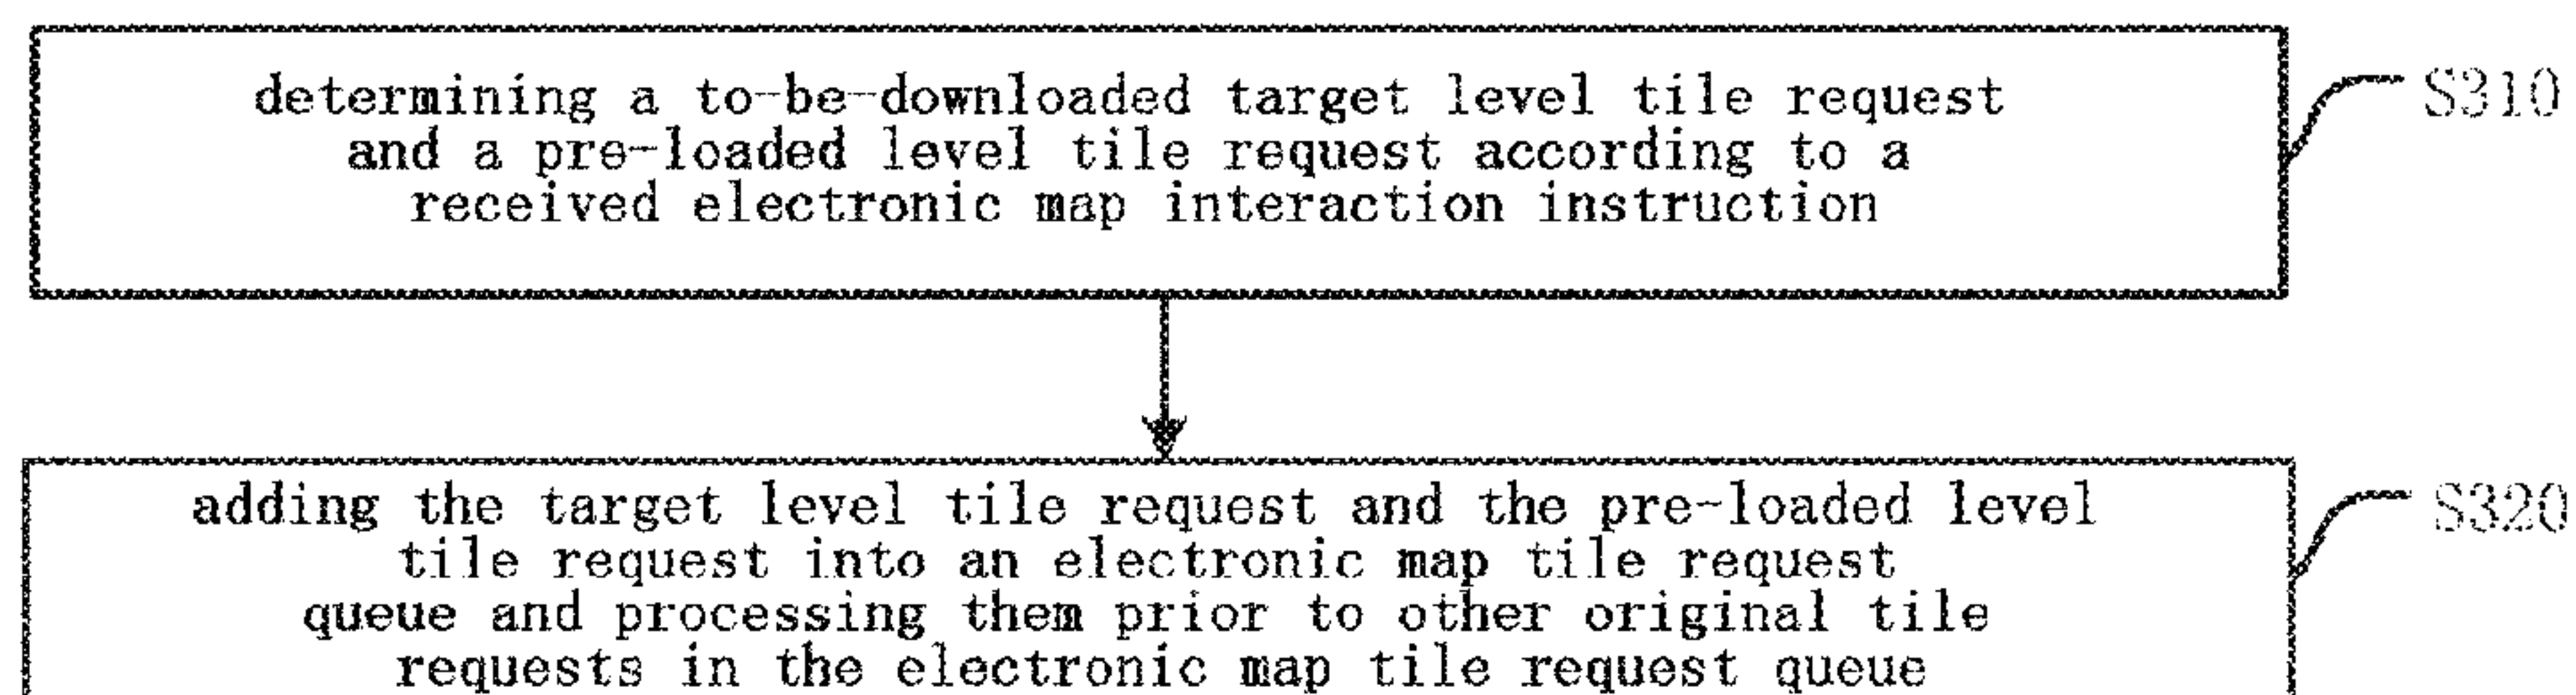 determining a to-be-downloaded target level tile request
and a pre-loaded level tile request according to a
received electronic map interaction instruction
S310
adding the target level tile request and the pre-loaded level
tile request into an electronic map tile request
queue and processing them prior to other original tile
requests in the electronic map tile request queue
S320